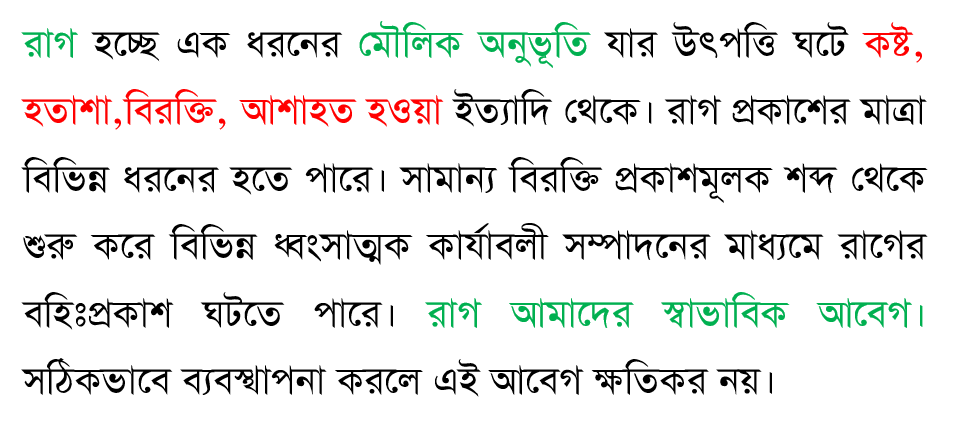 রাগ হচ্ছে এক ধরনের মৌলিক অনুভূতি যার উৎপত্তি ঘটে কষ্ট,
হতাশা,বিরক্তি, আশাহত হওয়া ইত্যাদি থেকে। রাগ প্রকাশের মাত্রা
বিভিন্ন ধরনের হতে পারে। সামান্য বিরক্তি প্রকাশমূলক শব্দ থেকে
শুরু করে বিভিন্ন ধ্বংসাত্মক কার্যাবলী সম্পাদনের মাধ্যমে রাগের
বহিঃপ্রকাশ ঘটতে পারে। রাগ আমাদের স্বাভাবিক আবেগ।
সঠিকভাবে ব্যবস্থাপনা করলে এই আবেগ ক্ষতিকর নয়।